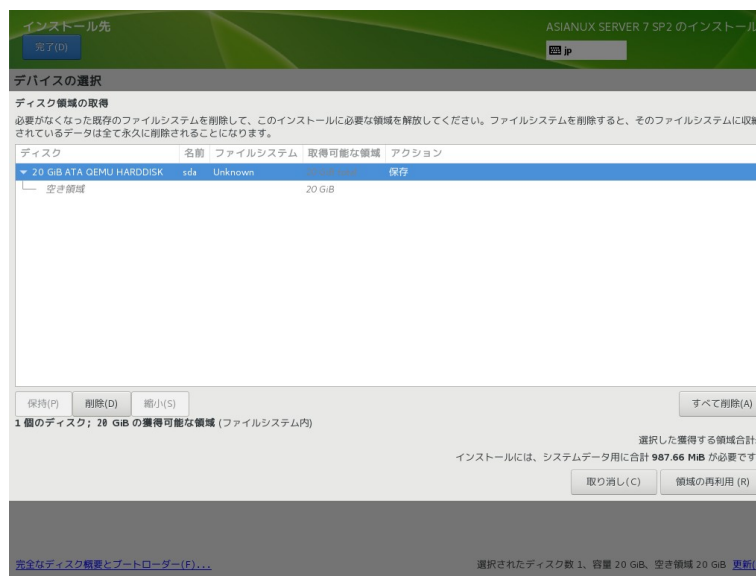 インストール先
ASIANUX SERVER 7 SP2 のインストール
完了(D)
jp
デバイスの選択
ディスク領域の取得
必要がなくなった既存のファイルシステムを削除して、このインストールに必要な領域を解放してください。ファイルシステムを削除すると、そのファイルシステムに収
されているデータは全て永久に削除されることになります。
ディスク 名前 ファイルシステム 取得可能な領域 アクション
20 GiB ATA QEMU HARDDISK sda Unknown 保存
空き領域 20 GiB
保持(P) 削除(D) 縮小(S) すべて削除(A)
1 個のディスク; 20 GiB の獲得可能な領域 (ファイルシステム内)
選択した獲得する領域合計
インストールには、システムデータ用に合計 987.66 MiB が必要です
取り消し(C) 領域の再利用 (R)
完全なディスク概要とブートローダー(F)... 選択されたディスク数 1、容量 20 GiB、空き領域 20 GiB 更新(